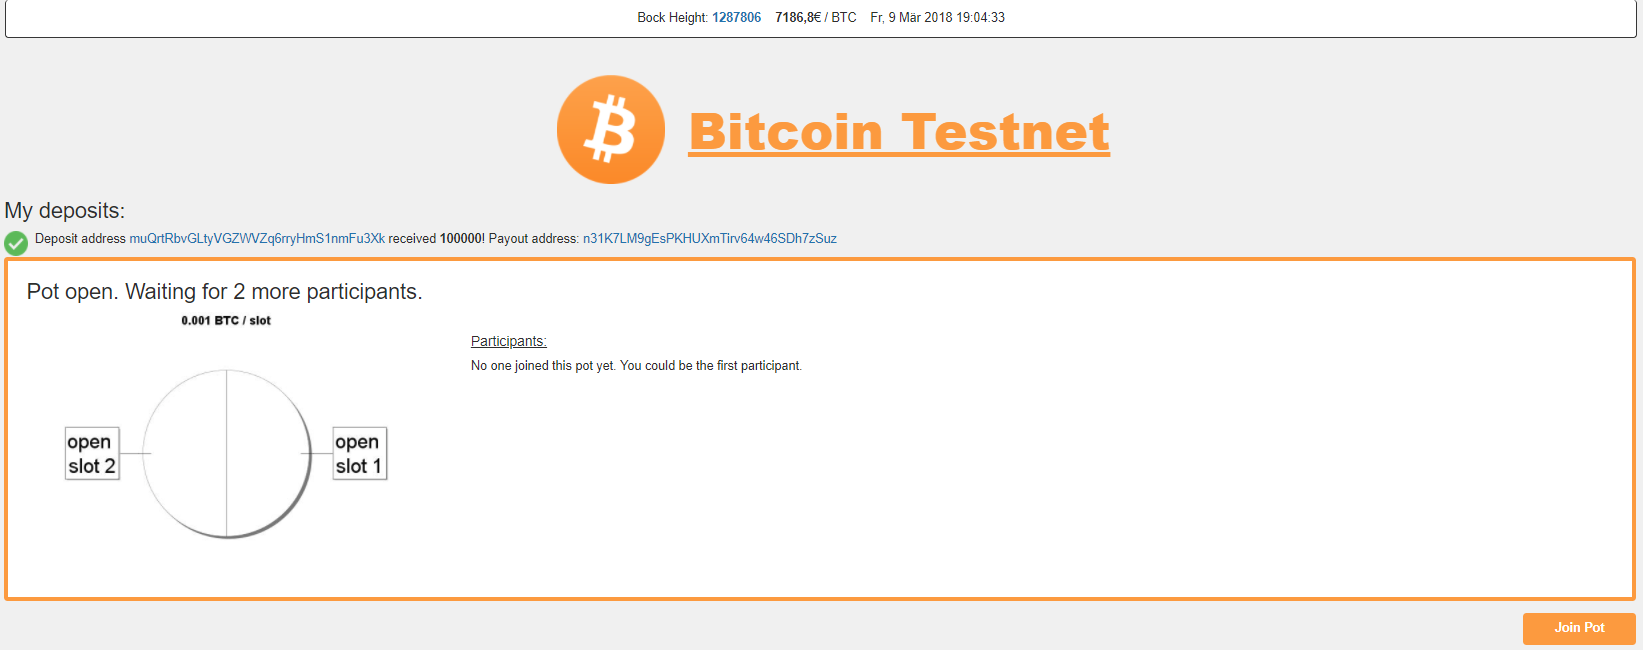 Bock Height: 1287806 7186,8€ / BTC Fr, 9 Mär 2018 19:04:33
Bitcoin Testnet
My deposits:
Deposit address muQrtRbvGLtyVGZWVZq6rryHmS1nmFu3Xk received 100000! Payout address: n31K7LM9gEsPKHUXmTirv64w46SDh7zSuz
Pot open. Waiting for 2 more participants.
0.001 BTC / slot
Participants:
No one joined this pot yet. You could be the first participant.
open
slot 2
open
slot 1
Join Pot